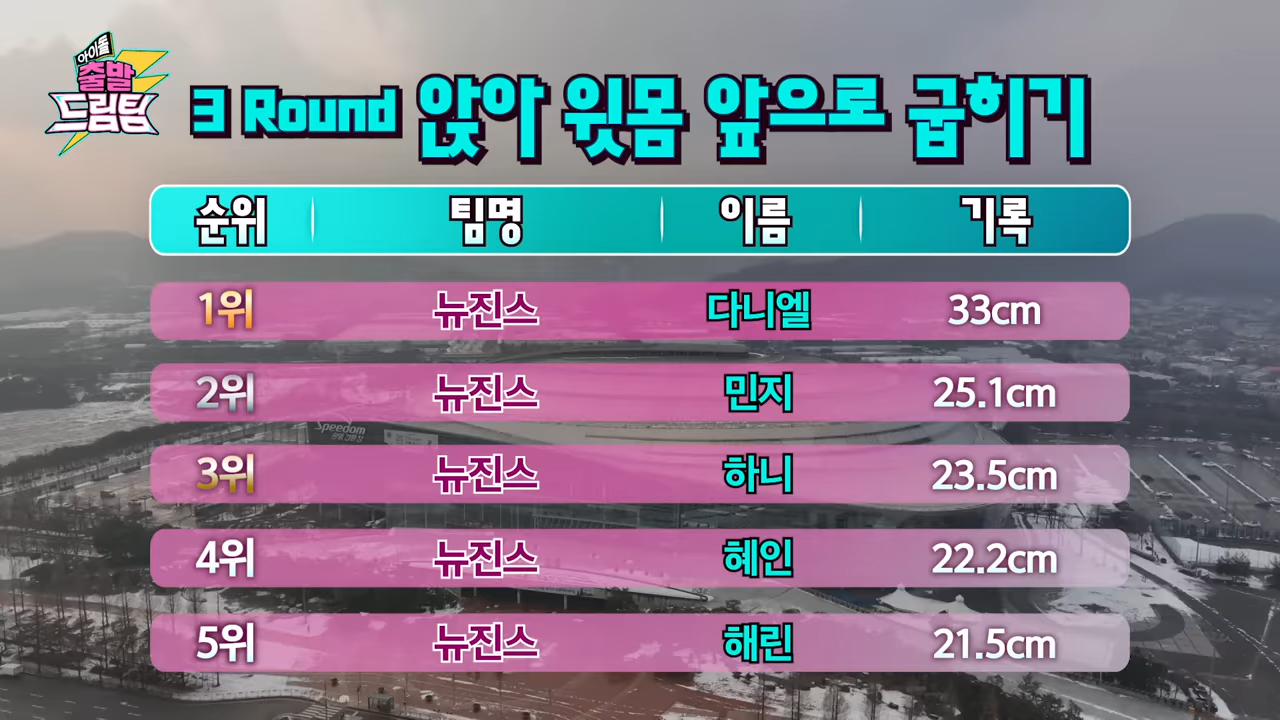 아이돌
출발
드림팀
3 Round 앉아 윗몸 앞으로 굽히기
순위 팀명 이름 기록
1위 뉴진스 다니엘 33cm
2위 뉴진스 민지 25.1cm
Speedom
3위 뉴진스 하니 23.5cm
4위 뉴진스 혜인 22.2cm
5위 뉴진스 해린 21.5cm